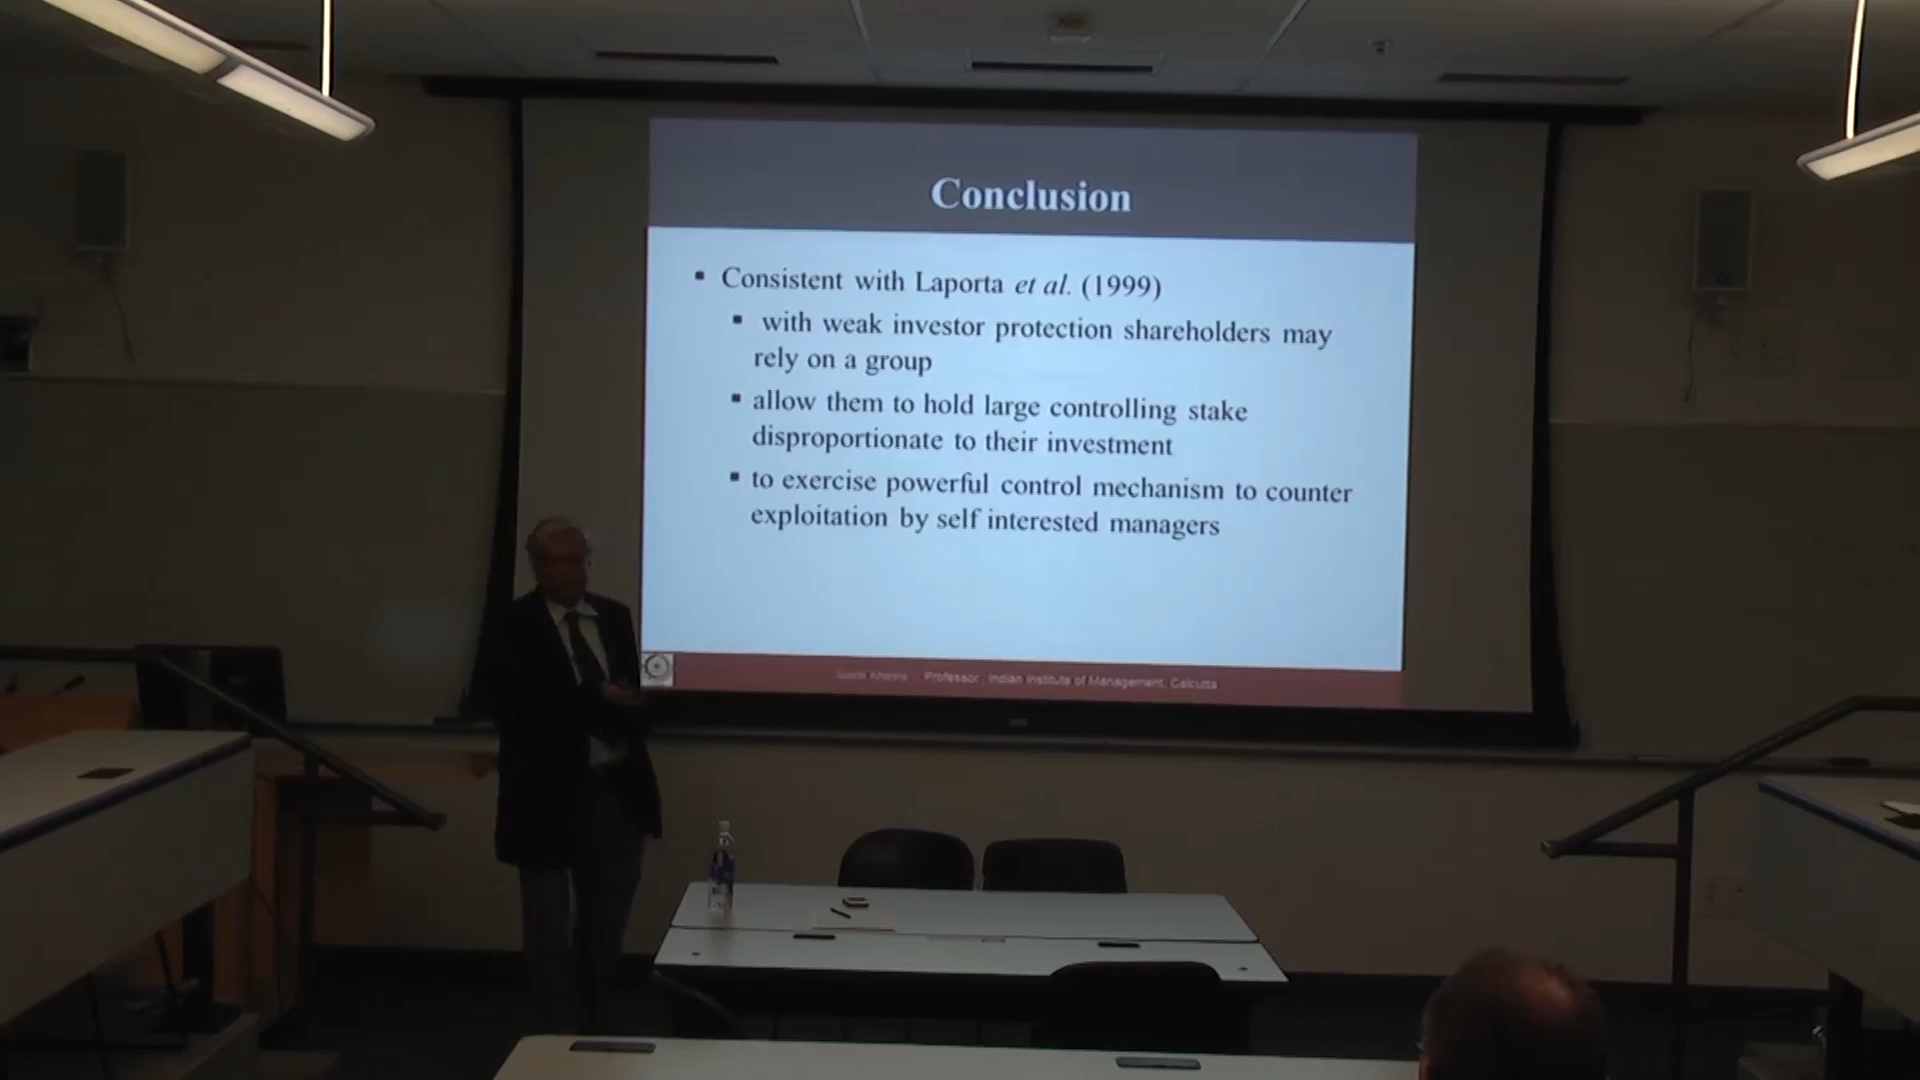 Conclusion
▪ Consistent with Laporta et al. (1999)
▪ with weak investor protection shareholders may
rely on a group
▪ allow them to hold large controlling stake
disproportionate to their investment
▪ to exercise powerful control mechanism to counter
exploitation by self interested managers
Sushil Khanna Professor Indian Institute of Management, Calcutta